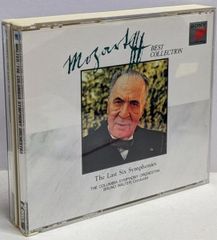 Mozart
BEST
COLLECTION
SONY
The Last Six Symphonies
THE COLUMBIA SYMPHONY ORCHESTRA
BRUNO WALTER, Conductor